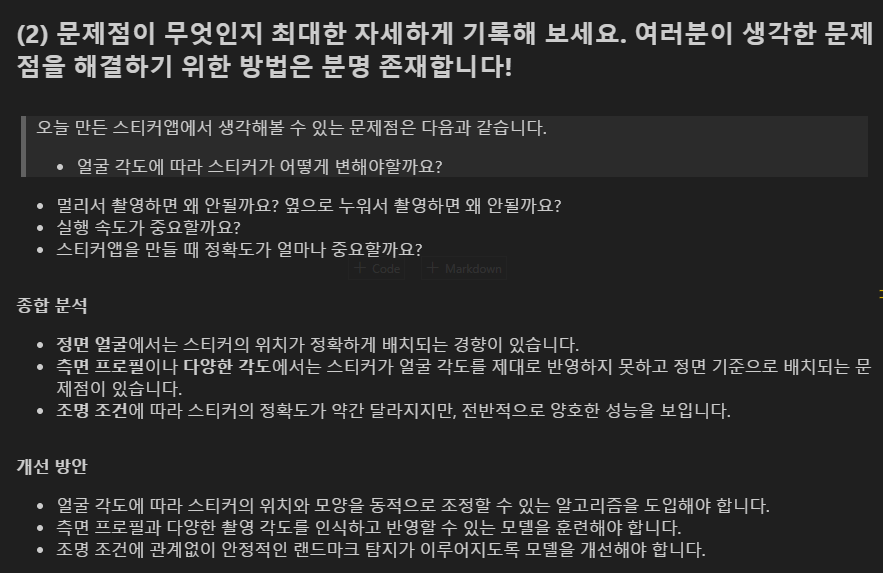 (2) 문제점이 무엇인지 최대한 자세하게 기록해 보세요. 여러분이 생각한 문제
점을 해결하기 위한 방법은 분명 존재합니다!
오늘 만든 스티커앱에서 생각해볼 수 있는 문제점은 다음과 같습니다.
• 얼굴 각도에 따라 스티커가 어떻게 변해야할까요?
• 멀리서 촬영하면 왜 안될까요? 옆으로 누워서 촬영하면 왜 안될까요?
• 실행 속도가 중요할까요?
• 스티커앱을 만들 때 정확도가 얼마나 중요할까요?
+ Code + Markdown
종합 분석
• 정면 얼굴에서는 스티커의 위치가 정확하게 배치되는 경향이 있습니다.
• 측면 프로필이나 다양한 각도에서는 스티커가 얼굴 각도를 제대로 반영하지 못하고 정면 기준으로 배치되는 문
제점이 있습니다.
• 조명 조건에 따라 스티커의 정확도가 약간 달라지지만, 전반적으로 양호한 성능을 보입니다.
개선 방안
• 얼굴 각도에 따라 스티커의 위치와 모양을 동적으로 조정할 수 있는 알고리즘을 도입해야 합니다.
• 측면 프로필과 다양한 촬영 각도를 인식하고 반영할 수 있는 모델을 훈련해야 합니다.
• 조명 조건에 관계없이 안정적인 랜드마크 탐지가 이루어지도록 모델을 개선해야 합니다.